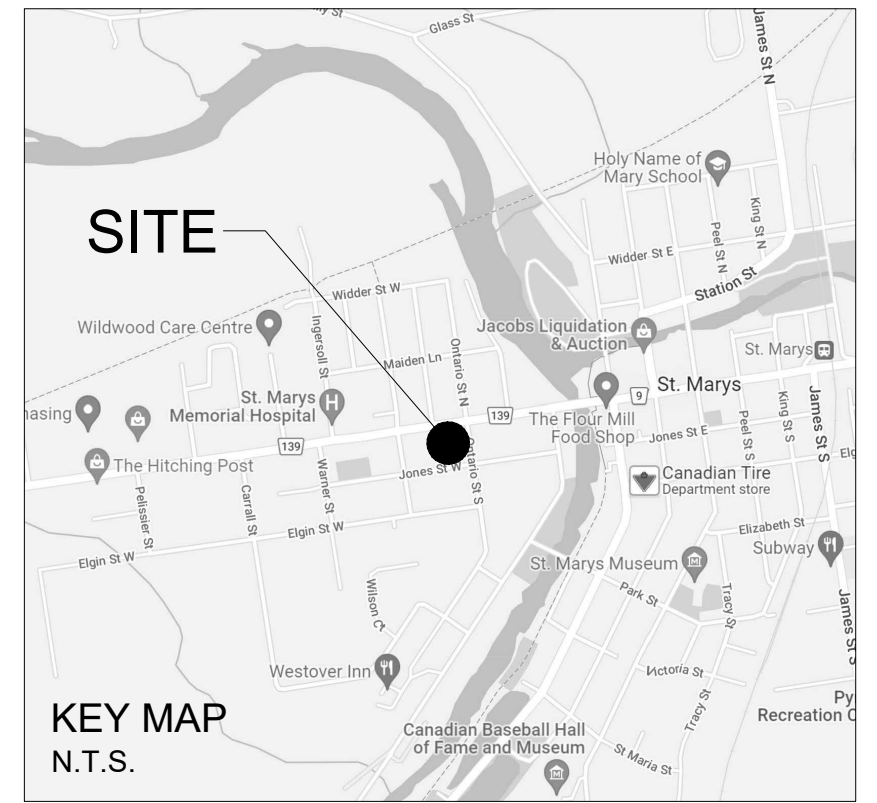 Glass St
James St N
Holy Name of
Mary School
King St N
Peel St N
Widder St E
Station St
SITE
Widder St W
Wildwood Care Centre
Ingersoll St
Maiden Ln
Ontario St N
Jacobs Liquidation
& Auction
St. Marys
St. Marys
Memorial Hospital
H
9
St. Marys
139
The Flour Mill
Food Shop
asing
139
Jones St E
Peel St S
King St S
James St S
The Hitching Post
Jones St W
Ontario St S
Warner St
Canadian Tire
Department store
Pelissier St
Carrall St
Elgin St W
Elgin St W
Elizabeth St
Subway
St. Marys Museum
Park St
Tracy St
James St S
Wilson Ct
Westover Inn
Victoria St
Tracy St
Py
Recreation C
KEY MAP
N.T.S.
Canadian Baseball Hall
of Fame and Museum
St Maria St